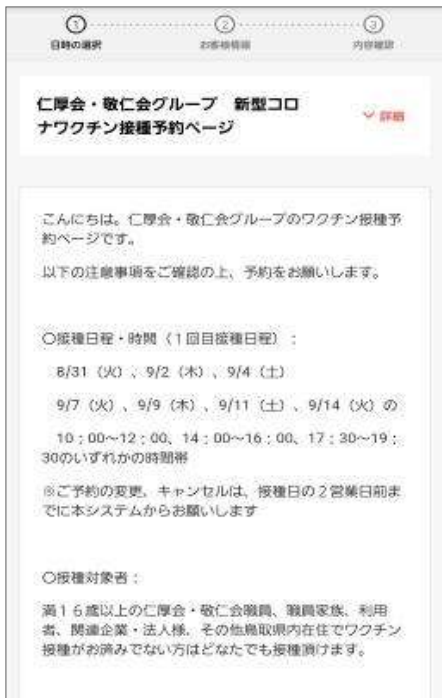 ① ② ③
日時の選択 お客様情報 内容確認
仁厚会・敬仁会グループ 新型コロ
ナワクチン接種予約ページ
詳細
こんにちは。仁厚会・敬仁会グループのワクチン接種予
約ページです。
以下の注意事項をご確認の上、予約をお願いします。
〇接種日程・時間（１回目接種日程）：
8/31（火）、9/2（木）、9/4（土）
9/7（火）、9/9（木）、9/11（土）、9/14（火）の
10：00～12：00、14：00～16：00、17：30～19：
30のいずれかの時間帯
※ご予約の変更、キャンセルは、接種日の２営業日前ま
でに本システムからお願いします
〇接種対象者：
満１６歳以上の仁厚会・敬仁会職員、職員家族、利用
者、関連企業・法人様、その他鳥取県内在住でワクチン
接種がお済みでない方はどなたでも接種頂けます。